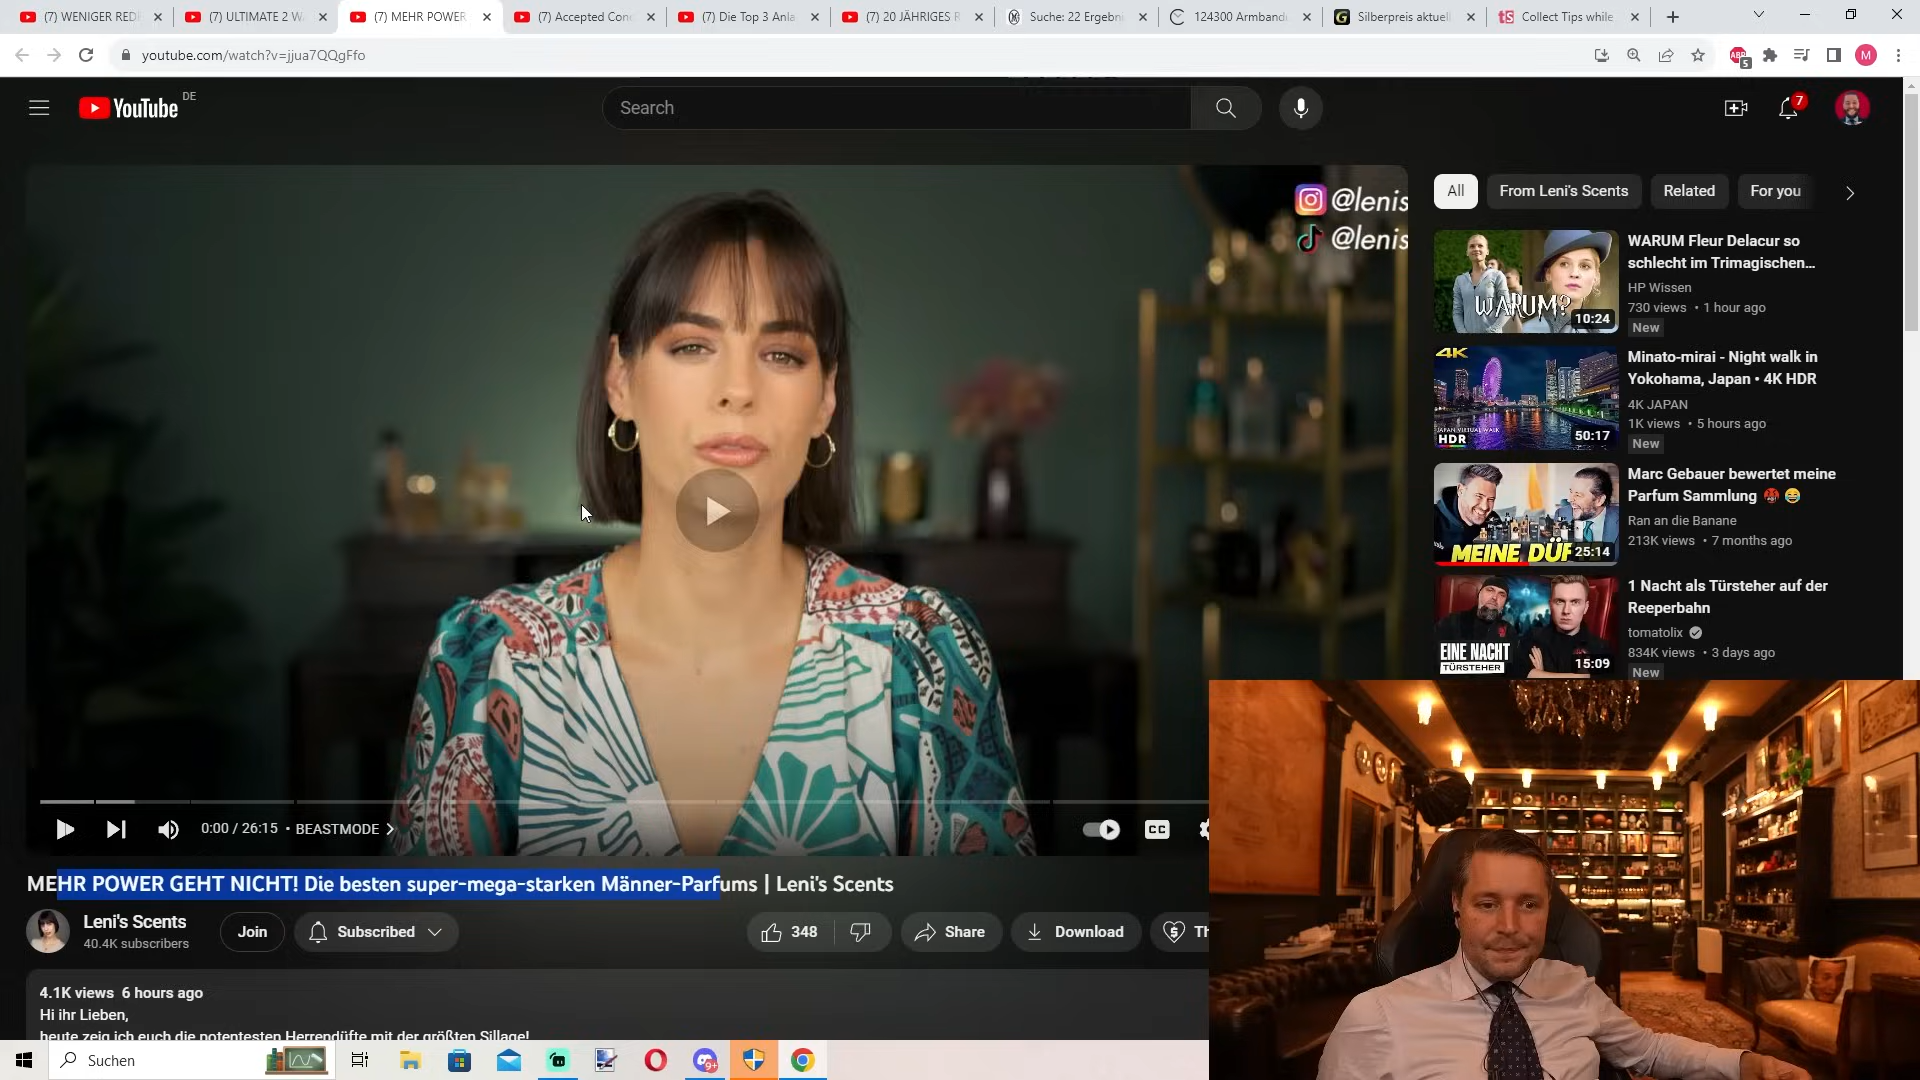 (7) WENIGER RED
(7) ULTIMATE 2 W
(7) MEHR POWER
(7) Accepted Con
(7) Die Top 3 Anla
(7) 20 JÄHRIGES R
Suche: 22 Ergebni
124300 Armband
Silberpreis aktuell
Collect Tips while
youtube.com/watch?v=jjua7QQgFfo
ABP
5
M
YouTube DE
Search
7
@lenis
@lenis
All
From Leni's Scents
Related
For you
WARUM?
10:24
WARUM Fleur Delacur so
schlecht im Trimagischen...
HP Wissen
730 views • 1 hour ago
New
4K
JAPAN VIRTUAL WALK
HDR
50:17
Minato-mirai - Night walk in
Yokohama, Japan • 4K HDR
4K JAPAN
1K views • 5 hours ago
New
MEINE DÜF
25:14
Marc Gebauer bewertet meine
Parfum Sammlung
Ran an die Banane
213K views • 7 months ago
EINE NACHT
TÜRSTEHER
15:09
1 Nacht als Türsteher auf der
Reeperbahn
tomatolix
834K views • 3 days ago
New
0:00 / 26:15 • BEASTMODE
CC
MEHR POWER GEHT NICHT! Die besten super-mega-starken Männer-Parfums | Leni's Scents
Leni's Scents
40.4K subscribers
Join
Subscribed
348
Share
Download
Th
4.1K views 6 hours ago
Hi ihr Lieben,
heute zeig ich euch die potentesten Herrendüfte mit der größten Sillage!
Suchen
9+